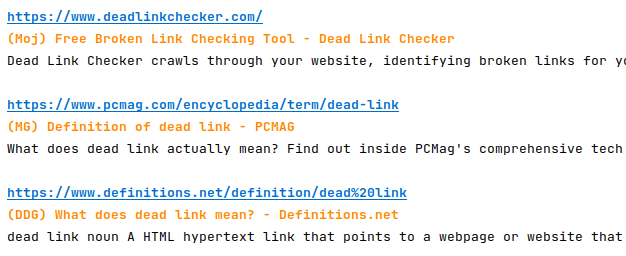 https://www.deadlinkchecker.com/
(Moj) Free Broken Link Checking Tool - Dead Link Checker
Dead Link Checker crawls through your website, identifying broken links for yo
https://www.pcmag.com/encyclopedia/term/dead-link
(MG) Definition of dead link - PCMAG
What does dead link actually mean? Find out inside PCMag's comprehensive tech
https://www.definitions.net/definition/dead%20link
(DDG) What does dead link mean? - Definitions.net
dead link noun A HTML hypertext link that points to a webpage or website that